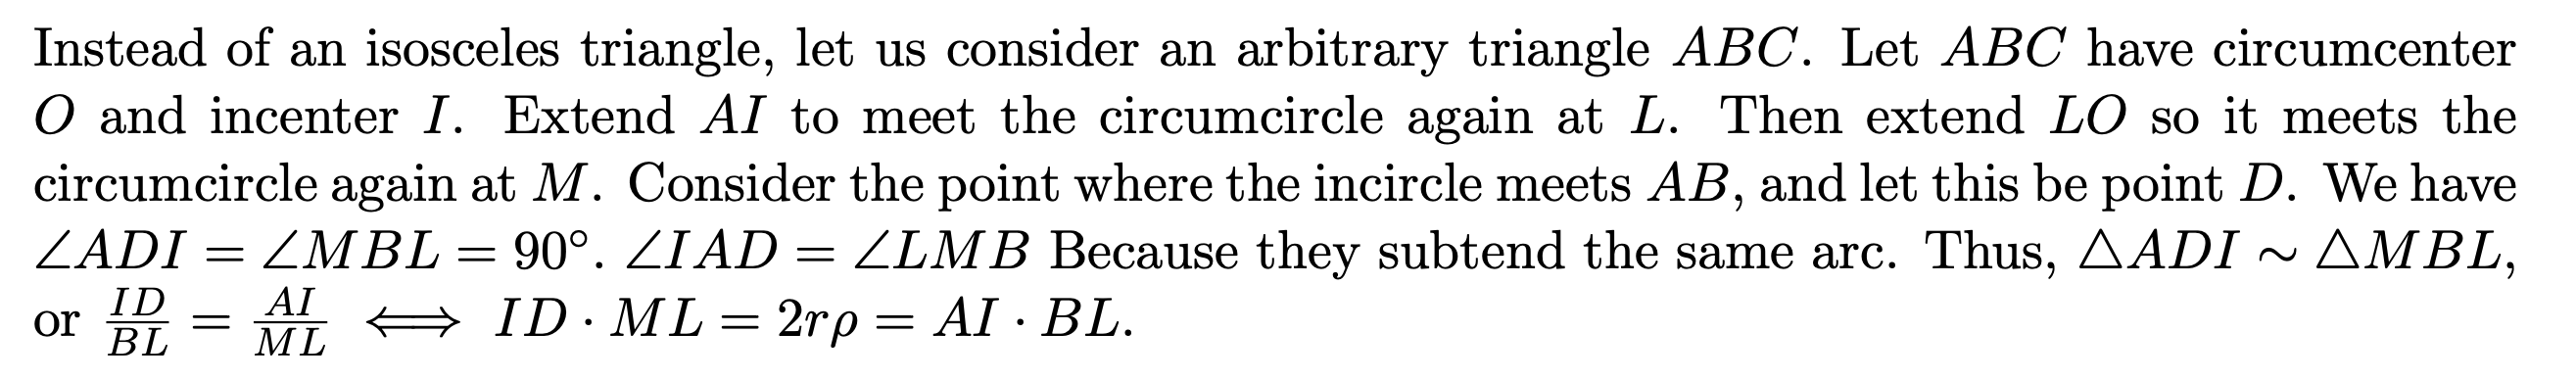 Instead of an isosceles triangle, let us consider an arbitrary triangle ABC. Let ABC have circumcenter
O and incenter I. Extend AI to meet the circumcircle again at L. Then extend LO so it meets the
circumcircle again at M. Consider the point where the incircle meets AB, and let this be point D. We have
∠ADI = ∠MBL = 90°. ∠IAD = ∠LMB Because they subtend the same arc. Thus, △ADI ∼ △MBL,
or \frac{ID}{BL} = \frac{AI}{ML} ⟺ ID · ML = 2rρ = AI · BL.